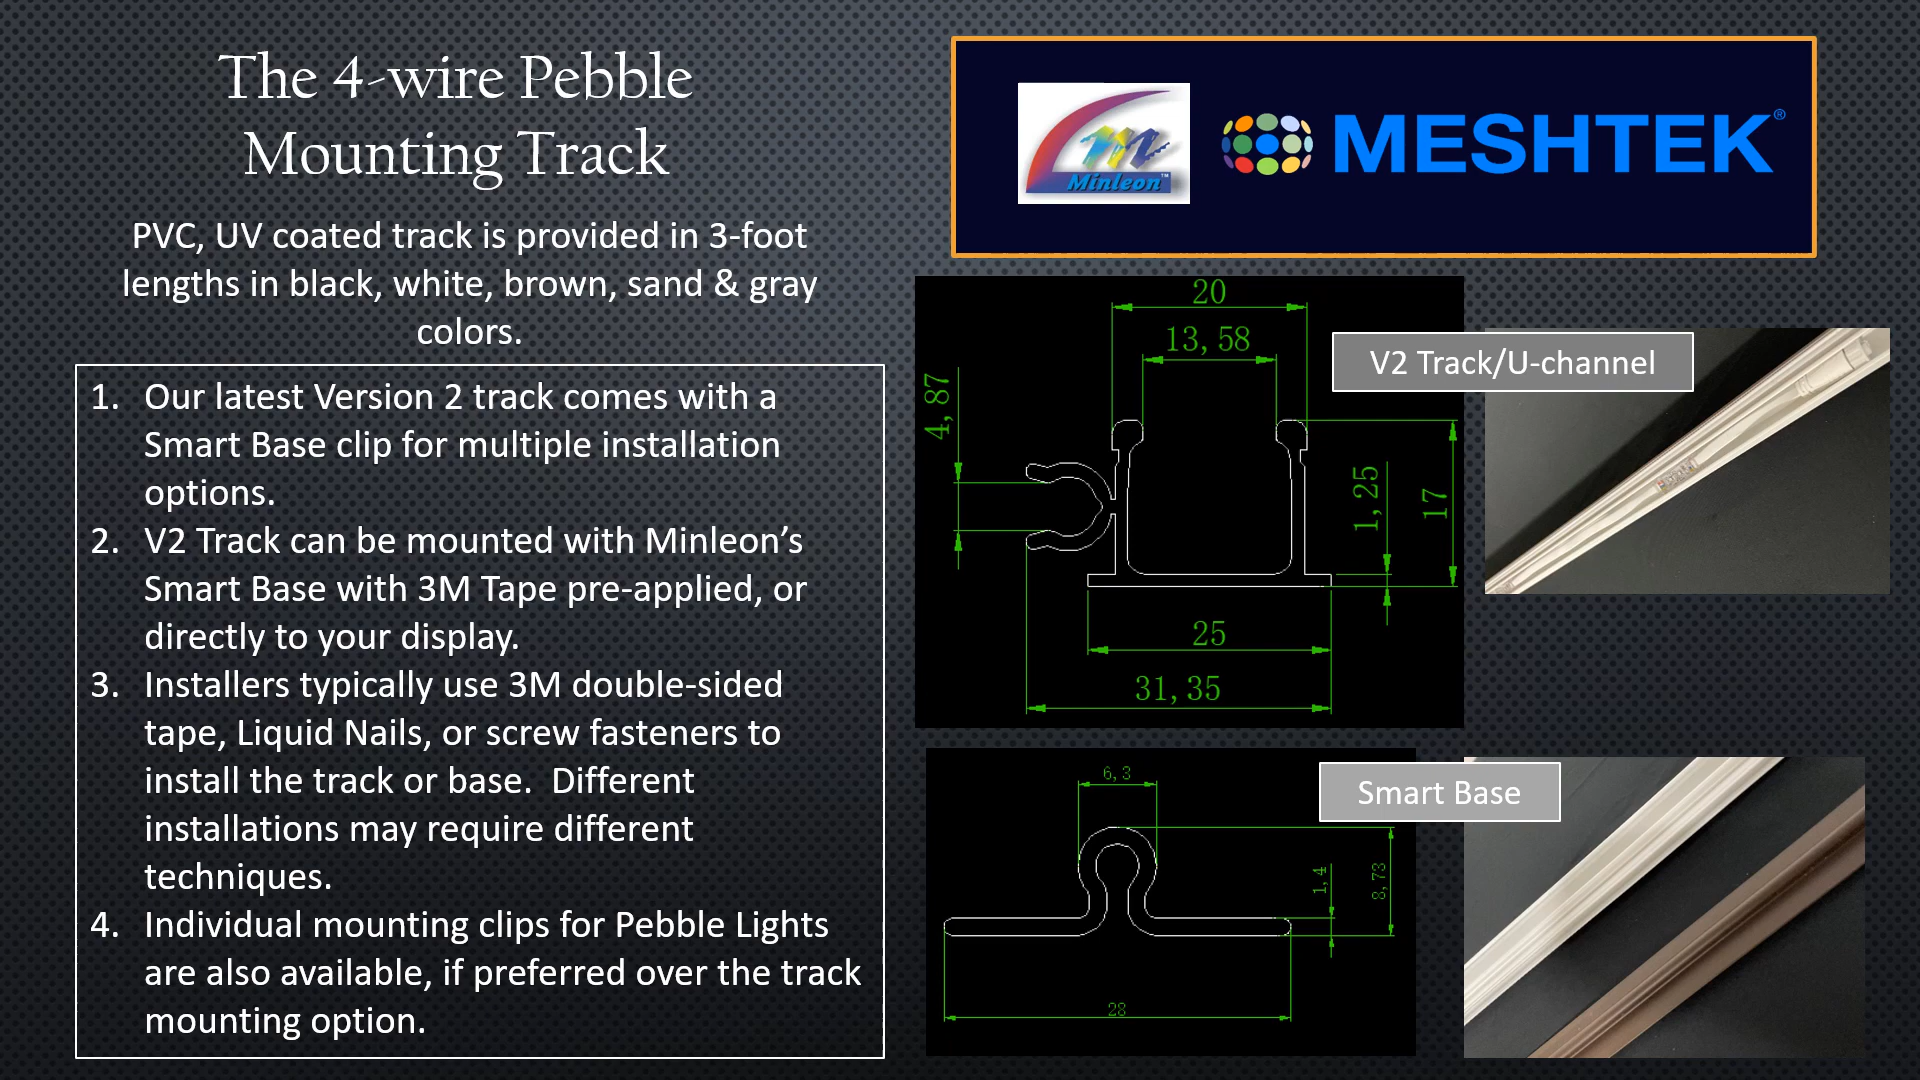 The 4-wire Pebble
Mounting Track
PVC, UV coated track is provided in 3-foot
lengths in black, white, brown, sand & gray
colors.
1. Our latest Version 2 track comes with a
Smart Base clip for multiple installation
options.
2. V2 Track can be mounted with Minleon’s
Smart Base with 3M Tape pre-applied, or
directly to your display.
3. Installers typically use 3M double-sided
tape, Liquid Nails, or screw fasteners to
install the track or base.  Different
installations may require different
techniques.
4. Individual mounting clips for Pebble Lights
are also available, if preferred over the track
mounting option.
Minleon™
MESHTEK®
20
13,58
4,87
1,25
17
25
31,35
V2 Track/U-channel
6,3
1,4
8,73
28
Smart Base